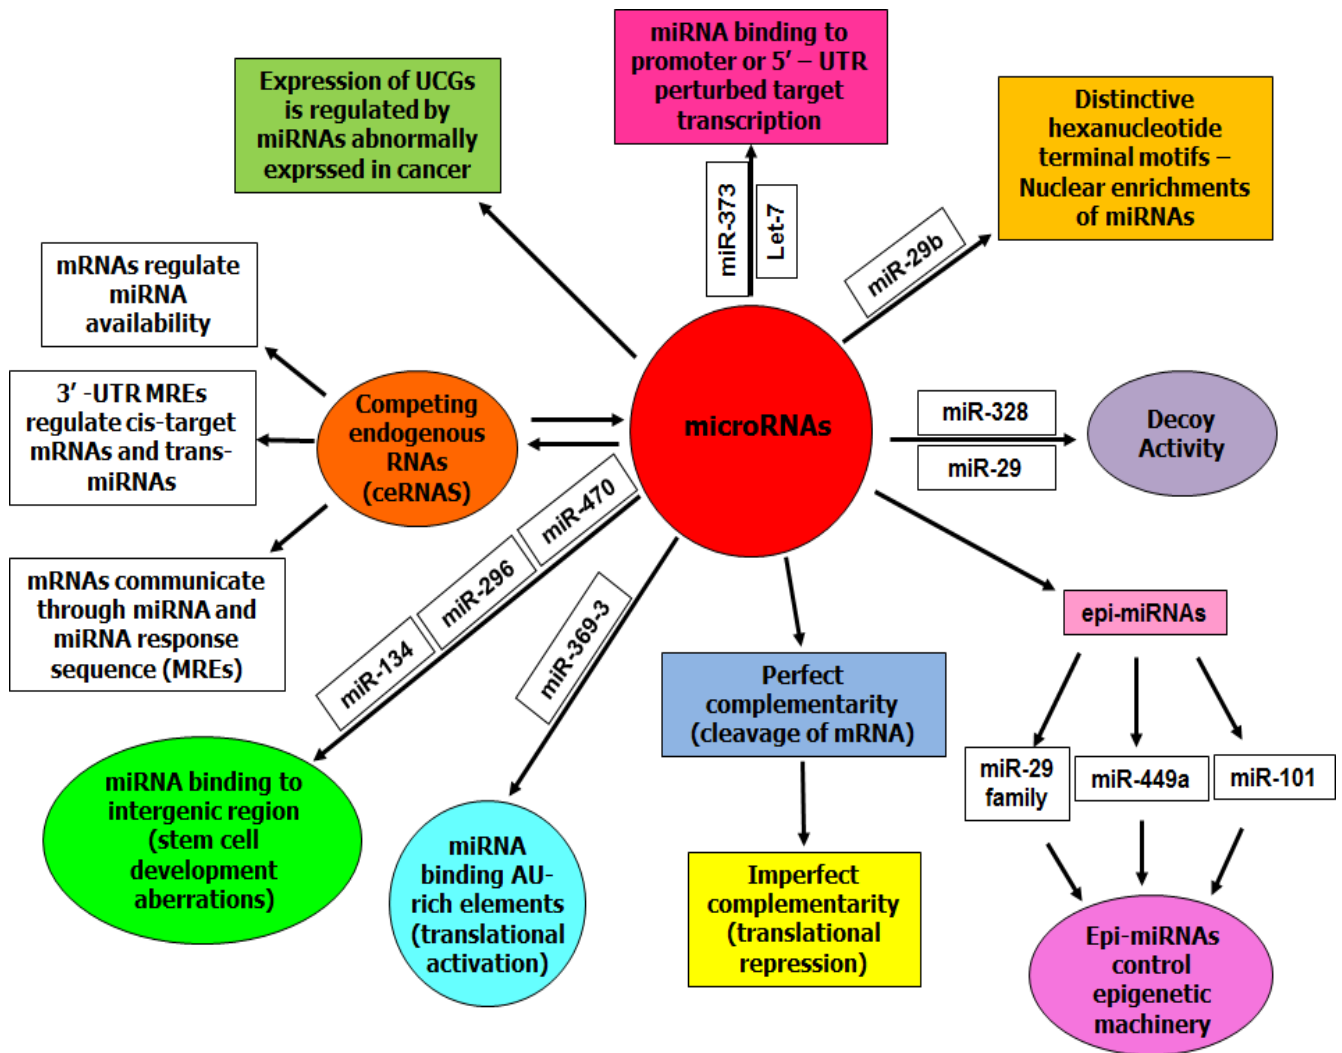 miRNA binding to
promoter or 5′ – UTR
perturbed target
transcription
Expression of UCGs
is regulated by
miRNAs abnormally
exprssed in cancer
Distinctive
hexanucleotide
terminal motifs –
Nuclear enrichments
of miRNAs
miR-373
Let-7
miR-29b
mRNAs regulate
miRNA
availability
3′ -UTR MREs
regulate cis-target
mRNAs and trans-
miRNAs
mRNAs communicate
through miRNA and
miRNA response
sequence (MREs)
Competing
endogenous
RNAs
(ceRNAS)
microRNAs
miR-328
miR-29
Decoy
Activity
miR-470
miR-296
miR-134
miR-369-3
epi-miRNAs
Perfect
complementarity
(cleavage of mRNA)
miR-29
family
miR-449a
miR-101
miRNA binding to
intergenic region
(stem cell
development
aberrations)
miRNA
binding AU-
rich elements
(translational
activation)
Imperfect
complementarity
(translational
repression)
Epi-miRNAs
control
epigenetic
machinery